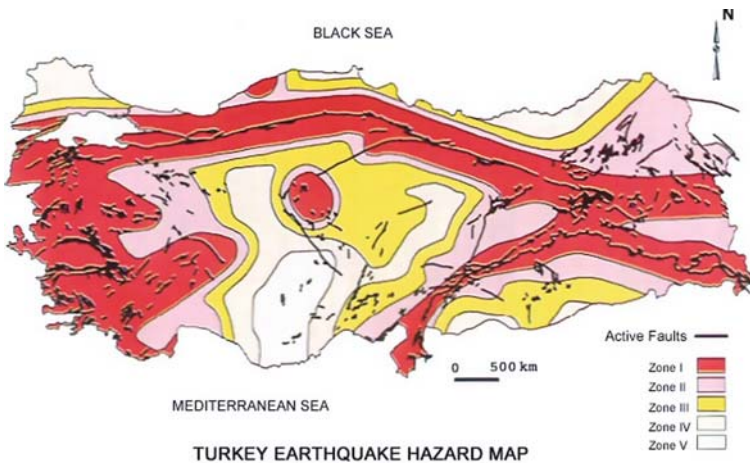 N
BLACK SEA
Active Faults
0 500 km
Zone I
Zone II
MEDITERRANEAN SEA
Zone III
Zone IV
Zone V
TURKEY EARTHQUAKE HAZARD MAP